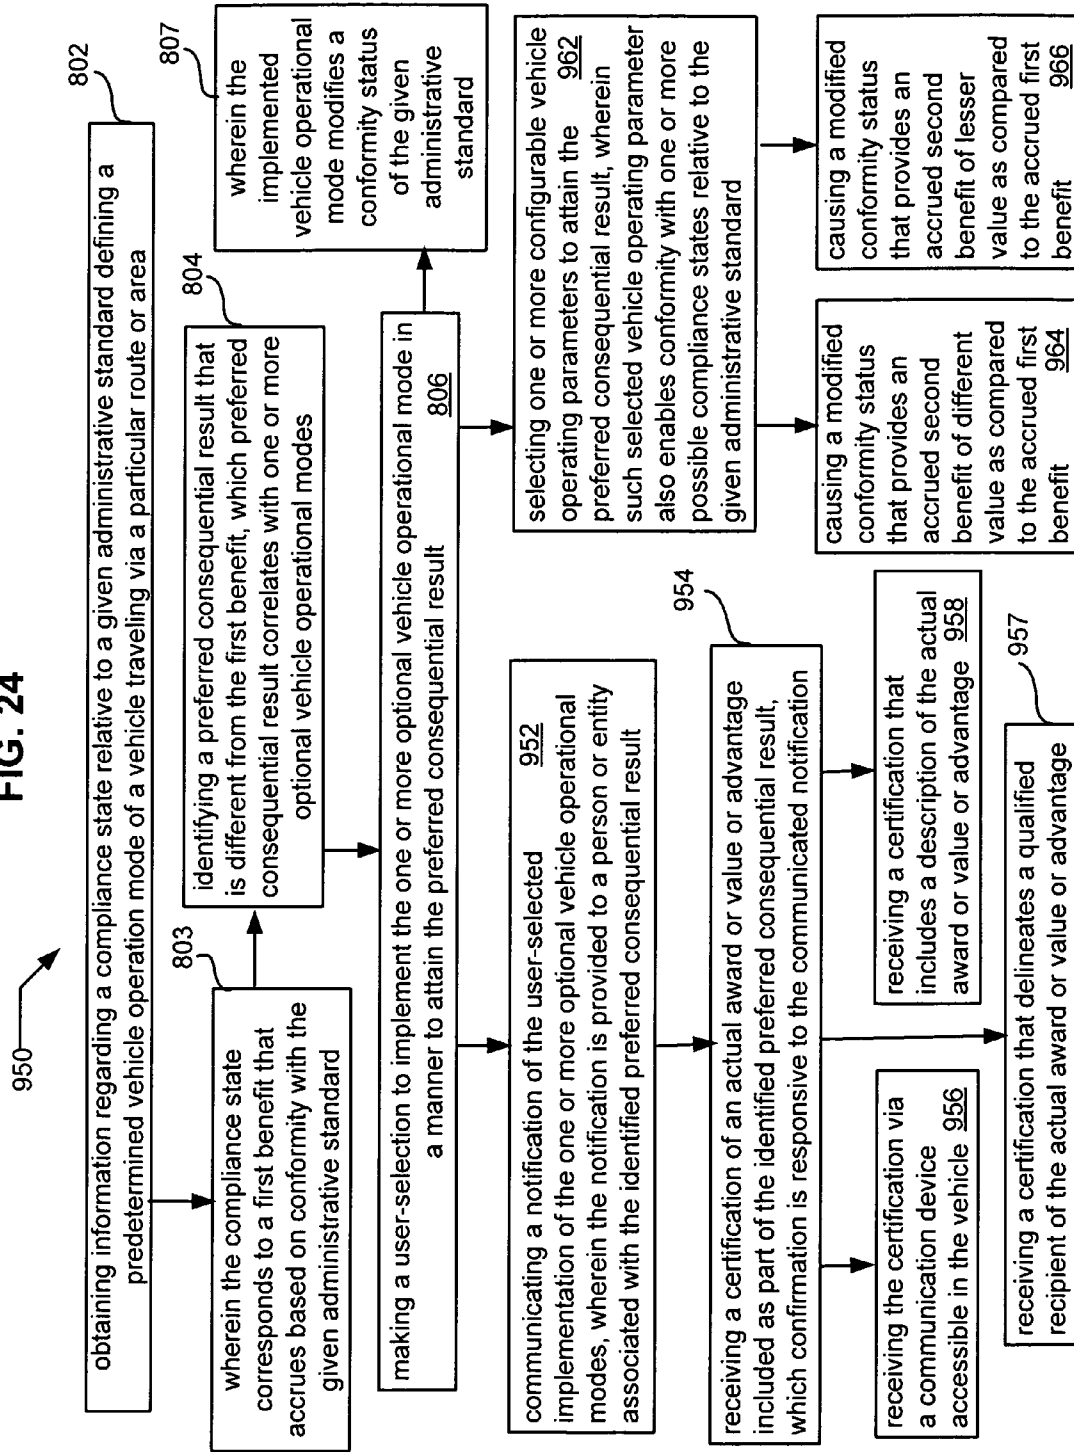 FIG. 24
950
802
obtaining information regarding a compliance state relative to a given administrative standard defining a
predetermined vehicle operation mode of a vehicle traveling via a particular route or area
803
wherein the compliance state
corresponds to a first benefit that
accrues based on conformity with the
given administrative standard
804
identifying a preferred consequential result that
is different from the first benefit, which preferred
consequential result correlates with one or more
optional vehicle operational modes
807
wherein the
implemented
vehicle operational
mode modifies a
conformity status
of the given
administrative
standard
making a user-selection to implement the one or more optional vehicle operational mode in
a manner to attain the preferred consequential result 806
communicating a notification of the user-selected 952
implementation of the one or more optional vehicle operational
modes, wherein the notification is provided to a person or entity
associated with the identified preferred consequential result
selecting one or more configurable vehicle
operating parameters to attain the 962
preferred consequential result, wherein
such selected vehicle operating parameter
also enables conformity with one or more
possible compliance states relative to the
given administrative standard
954
receiving a certification of an actual award or value or advantage
included as part of the identified preferred consequential result,
which confirmation is responsive to the communicated notification
causing a modified
conformity status
that provides an
accrued second
benefit of different
value as compared
to the accrued first
benefit 964
causing a modified
conformity status
that provides an
accrued second
benefit of lesser
value as compared
to the accrued first
benefit 966
receiving the certification via
a communication device
accessible in the vehicle 956
receiving a certification that
includes a description of the actual
award or value or advantage 958
957
receiving a certification that delineates a qualified
recipient of the actual award or value or advantage